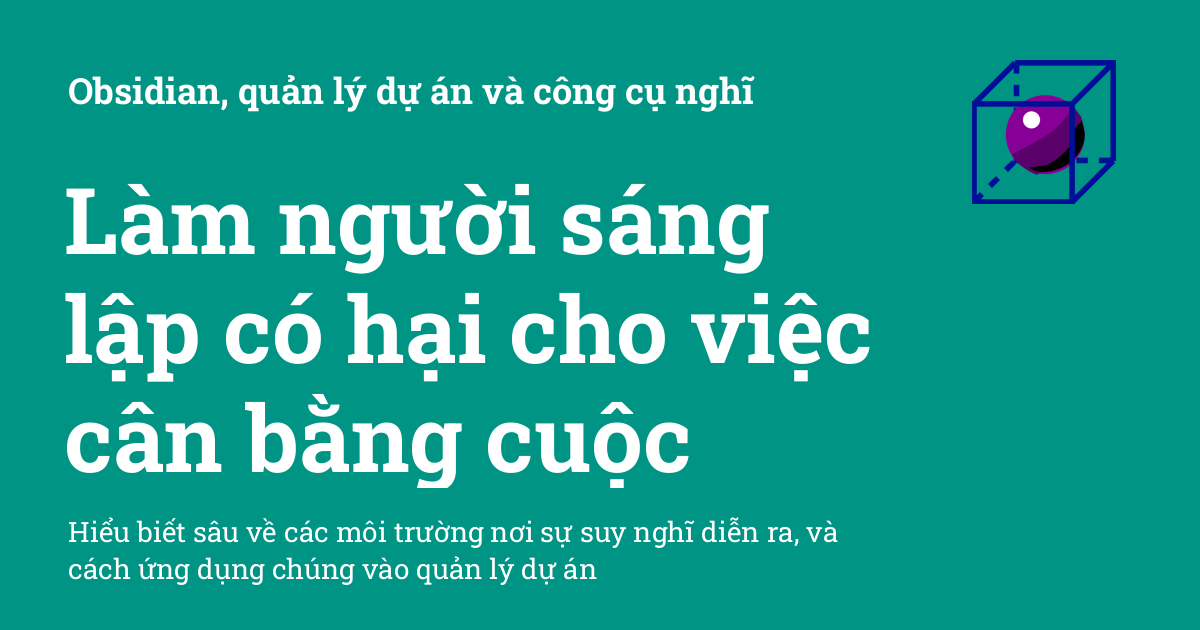 Obsidian, quản lý dự án và công cụ nghĩ
Làm người sáng
lập có hại cho việc
cân bằng cuộc
Hiểu biết sâu về các môi trường nơi sự suy nghĩ diễn ra, và
cách ứng dụng chúng vào quản lý dự án